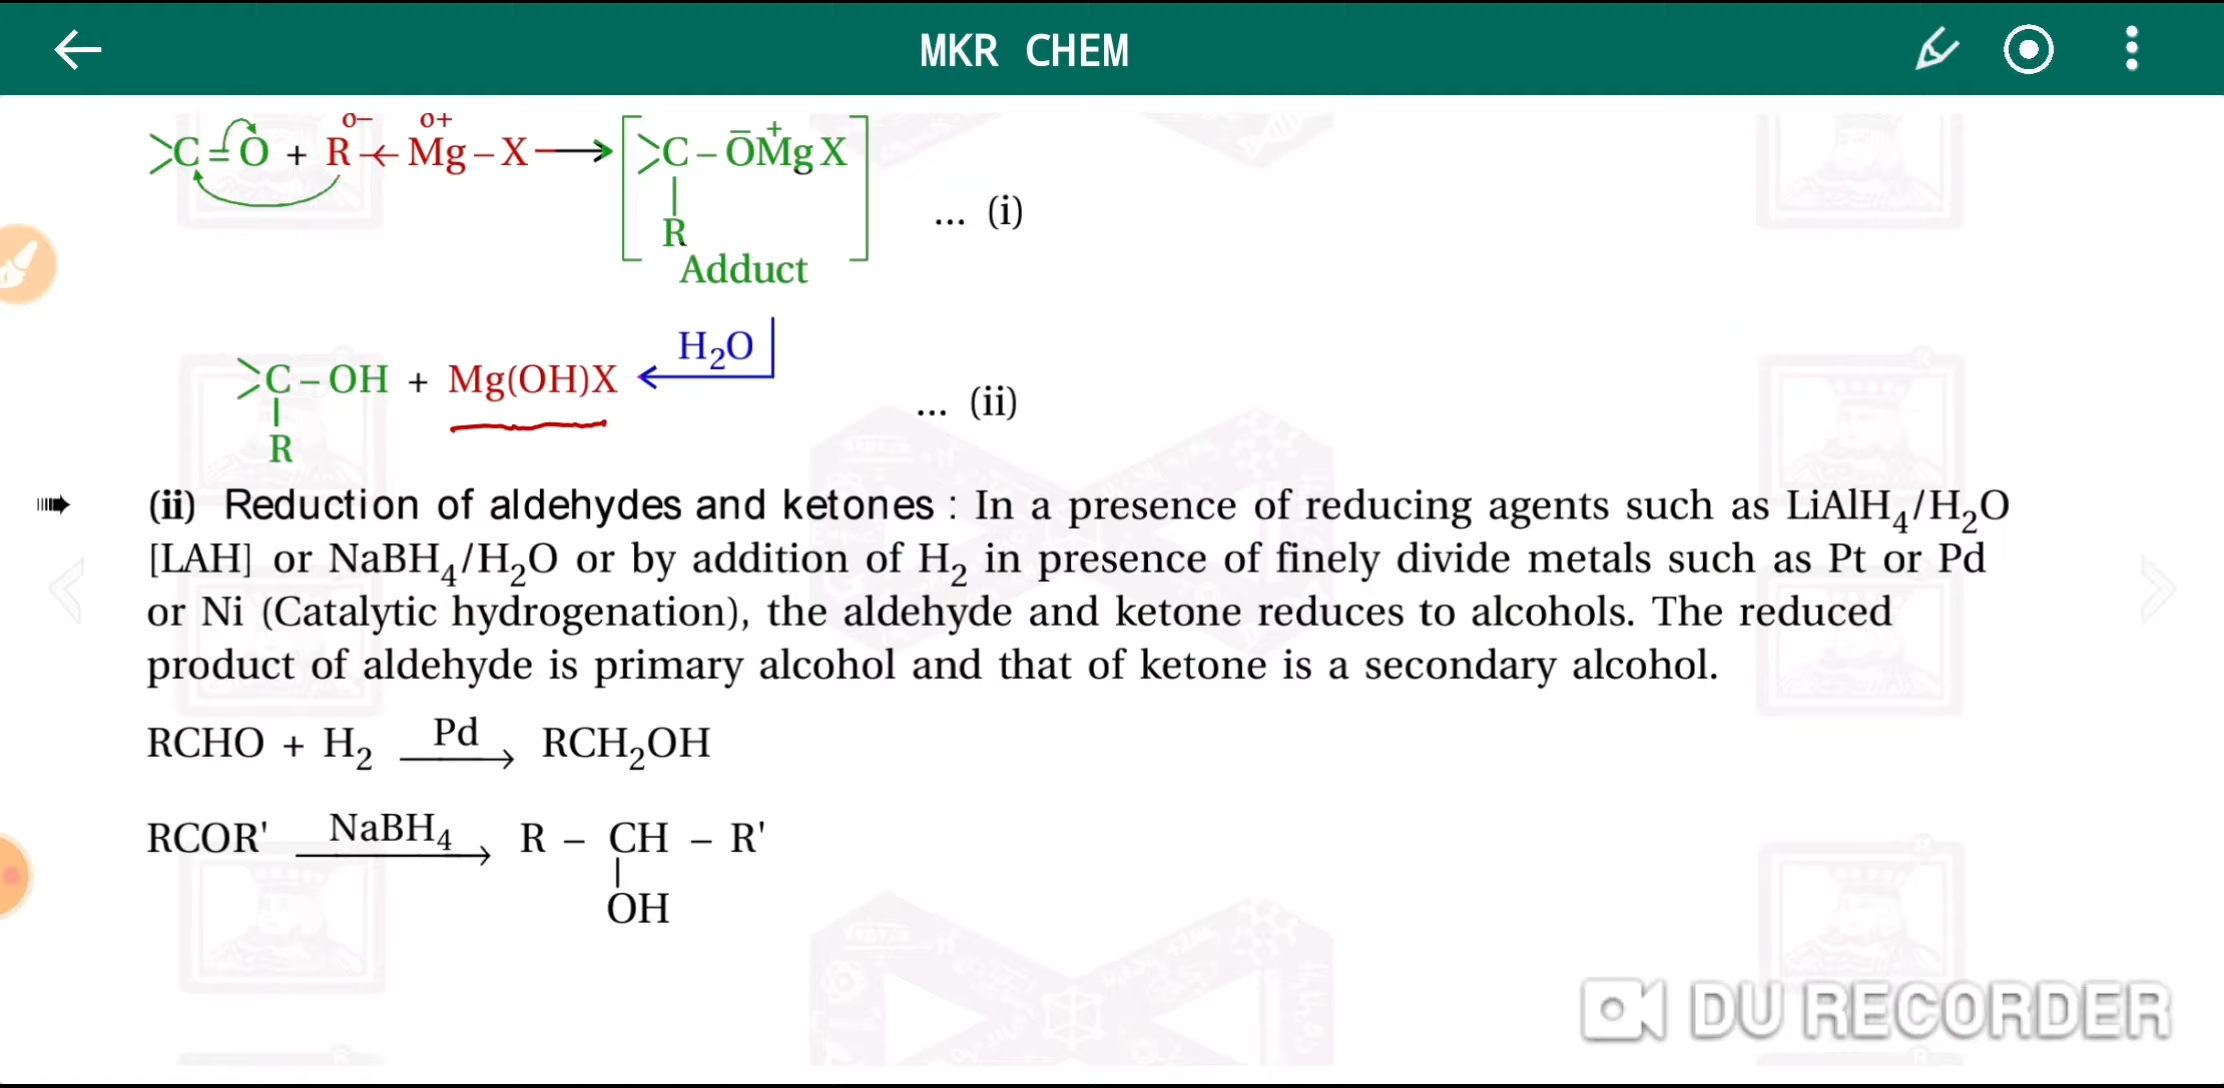 MKR CHEM
>C=O + R ← Mg – X ⟶ [>C – ŌM⁺gX
o– o+
R
Adduct
... (i)
H₂O
>C – OH + Mg(OH)X
... (ii)
R
(ii) Reduction of aldehydes and ketones : In a presence of reducing agents such as LiAlH₄/H₂O
[LAH] or NaBH₄/H₂O or by addition of H₂ in presence of finely divide metals such as Pt or Pd
or Ni (Catalytic hydrogenation), the aldehyde and ketone reduces to alcohols. The reduced
product of aldehyde is primary alcohol and that of ketone is a secondary alcohol.
RCHO + H₂ —Pd→ RCH₂OH
RCOR' —NaBH₄→ R – CH – R'
|
OH
DU RECORDER